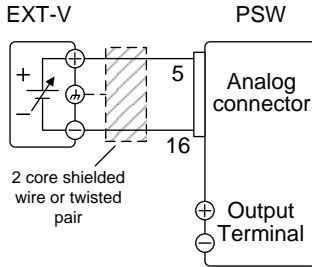 EXT-V
PSW
+
-
+
-
5
16
Analog
connector
2 core shielded
wire or twisted
pair
+
-
Output
Terminal